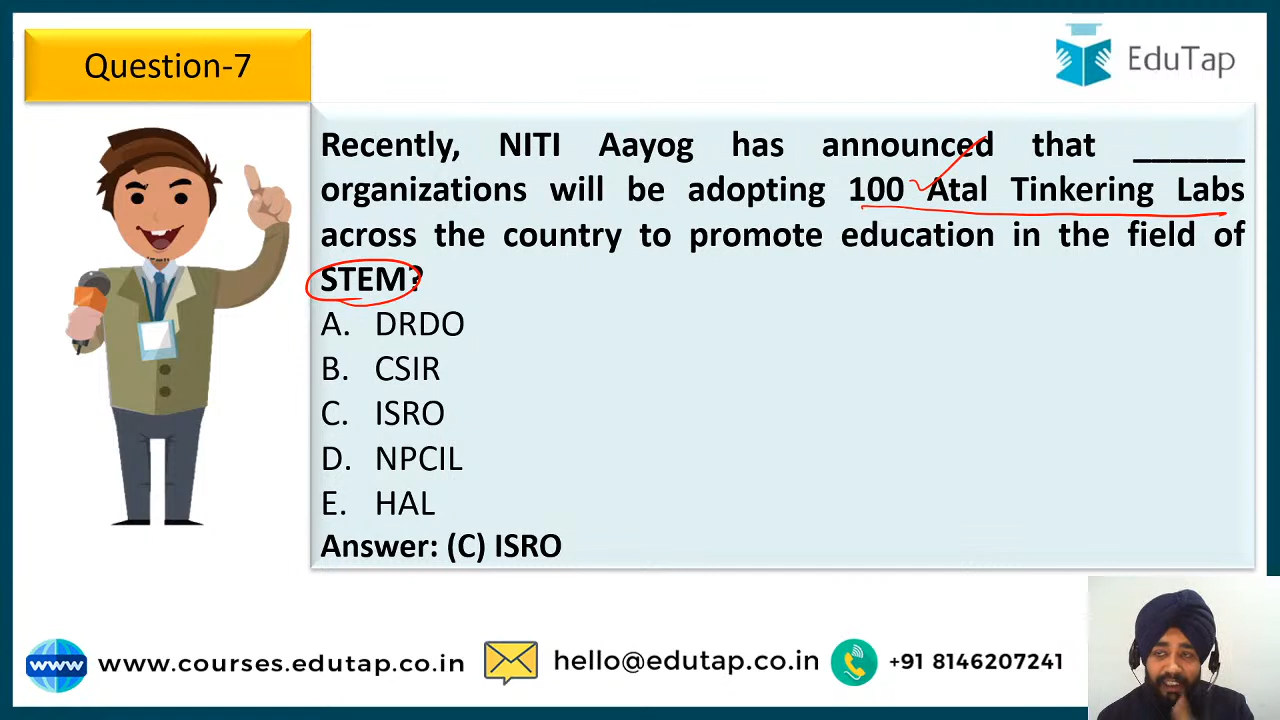 Question-7
EduTap
Recently, NITI Aayog has announced that ______
organizations will be adopting 100 Atal Tinkering Labs
across the country to promote education in the field of
STEM?
A. DRDO
B. CSIR
C. ISRO
D. NPCIL
E. HAL
Answer: (C) ISRO
www www.courses.edutap.co.in hello@edutap.co.in +91 8146207241